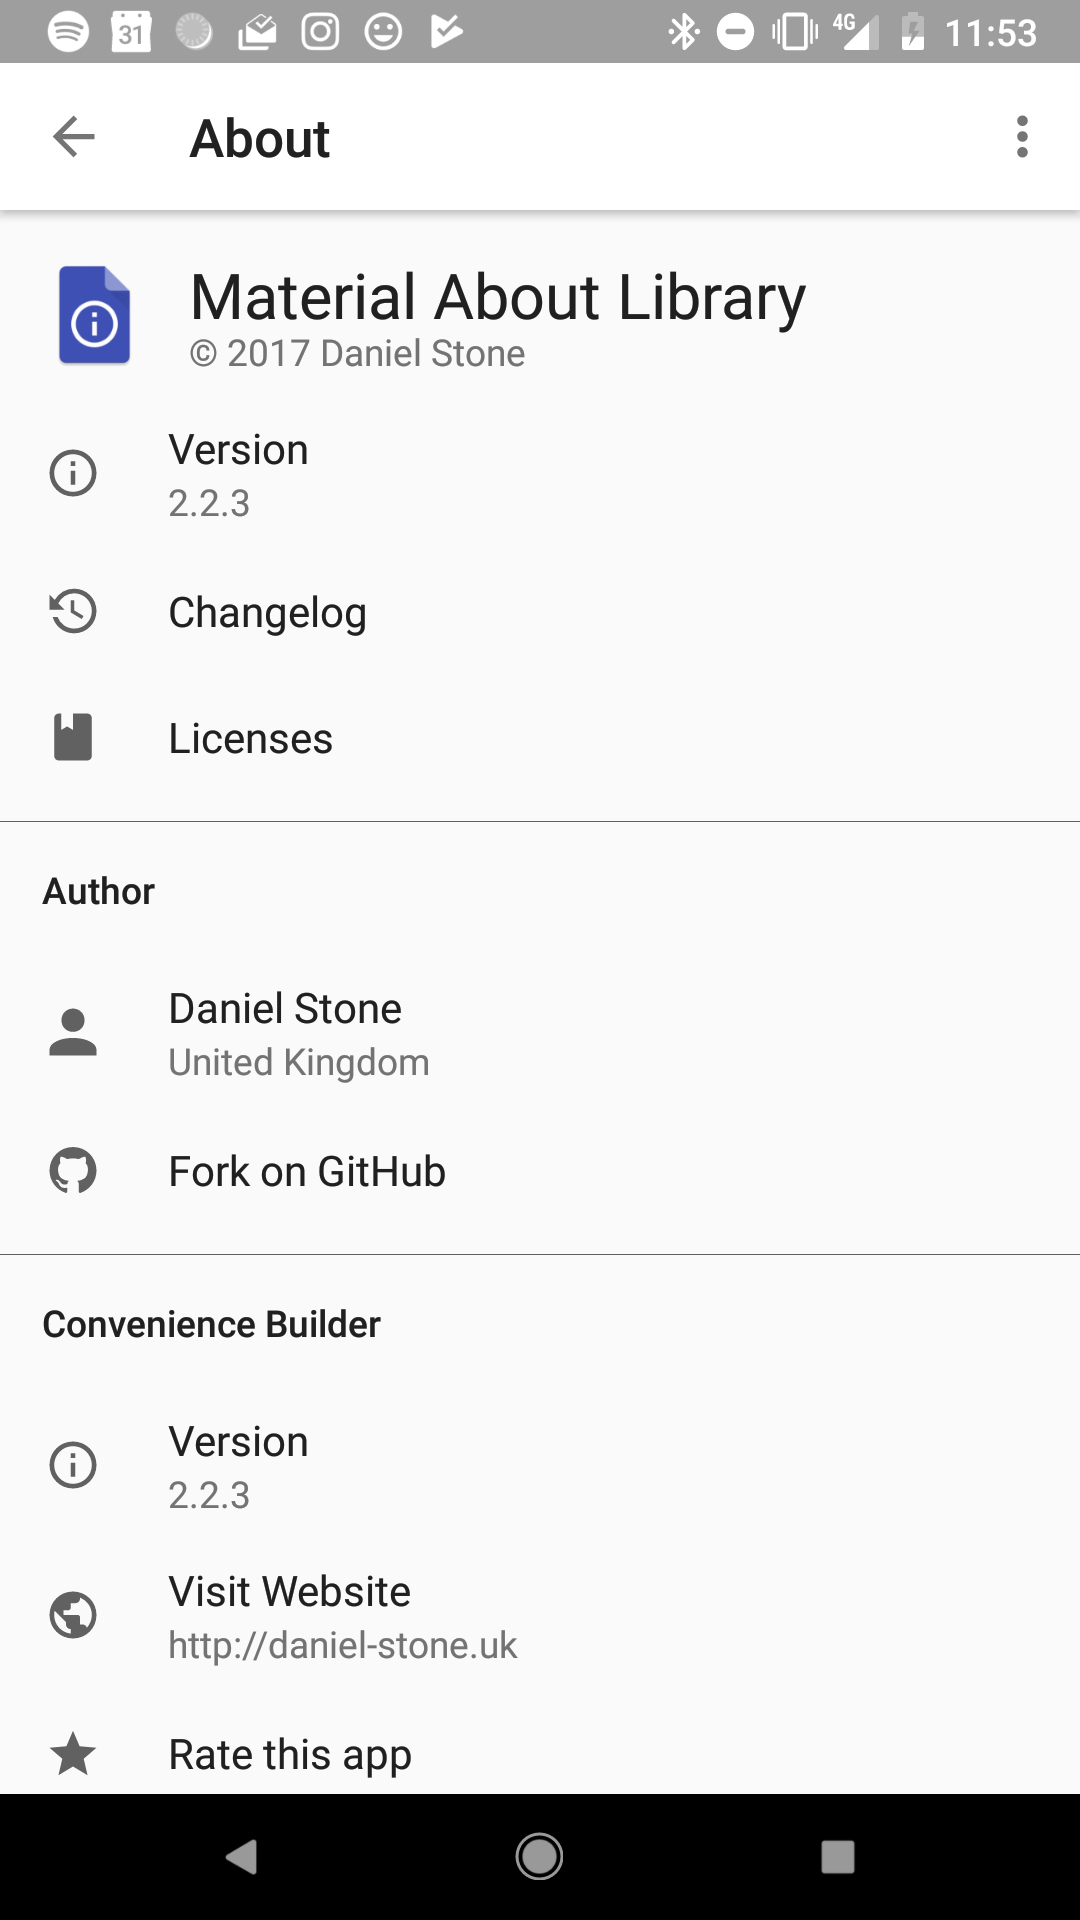 31 4G 11:53
About
Material About Library
© 2017 Daniel Stone
Version
2.2.3
Changelog
Licenses
Author
Daniel Stone
United Kingdom
Fork on GitHub
Convenience Builder
Version
2.2.3
Visit Website
http://daniel-stone.uk
Rate this app